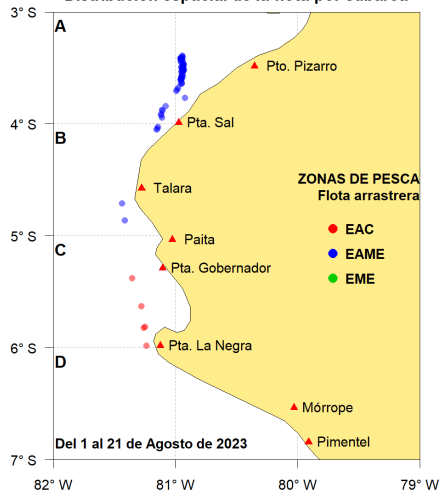 Distribución espacial de la flota por subárea
3° S
A
Pto. Pizarro
4° S
Pta. Sal
B
ZONAS DE PESCA
Talara
Flota arrastrera
EAC
5° S
Paita
C
EAME
Pta. Gobernador
EME
6° S
Pta. La Negra
D
Mórrope
Del 1 al 21 de Agosto de 2023
Pimentel
7° S
82° W
81° W
80° W
79° W